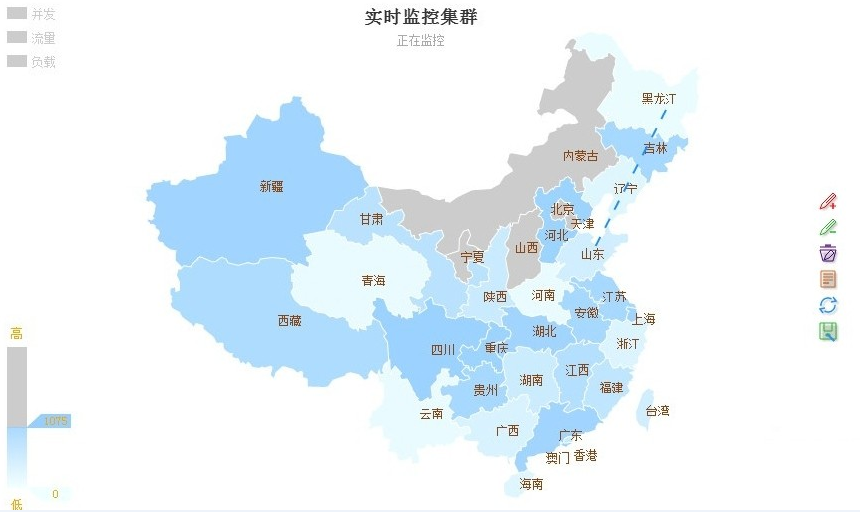 实时监控集群
正在监控
并发
流量
负载
黑龙江
吉林
内蒙古
辽宁
新疆
北京
甘肃
天津
河北
山西
宁夏
山东
青海
陕西
河南
江苏
安徽
上海
西藏
湖北
浙江
高
四川
重庆
江西
湖南
福建
贵州
云南
台湾
1075
广西
广东
澳门
香港
海南
0
低